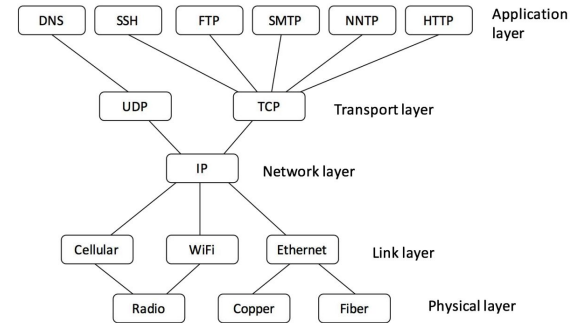 DNS SSH FTP SMTP NNTP HTTP Application
layer
UDP TCP Transport layer
IP Network layer
Cellular WiFi Ethernet Link layer
Radio Copper Fiber Physical layer